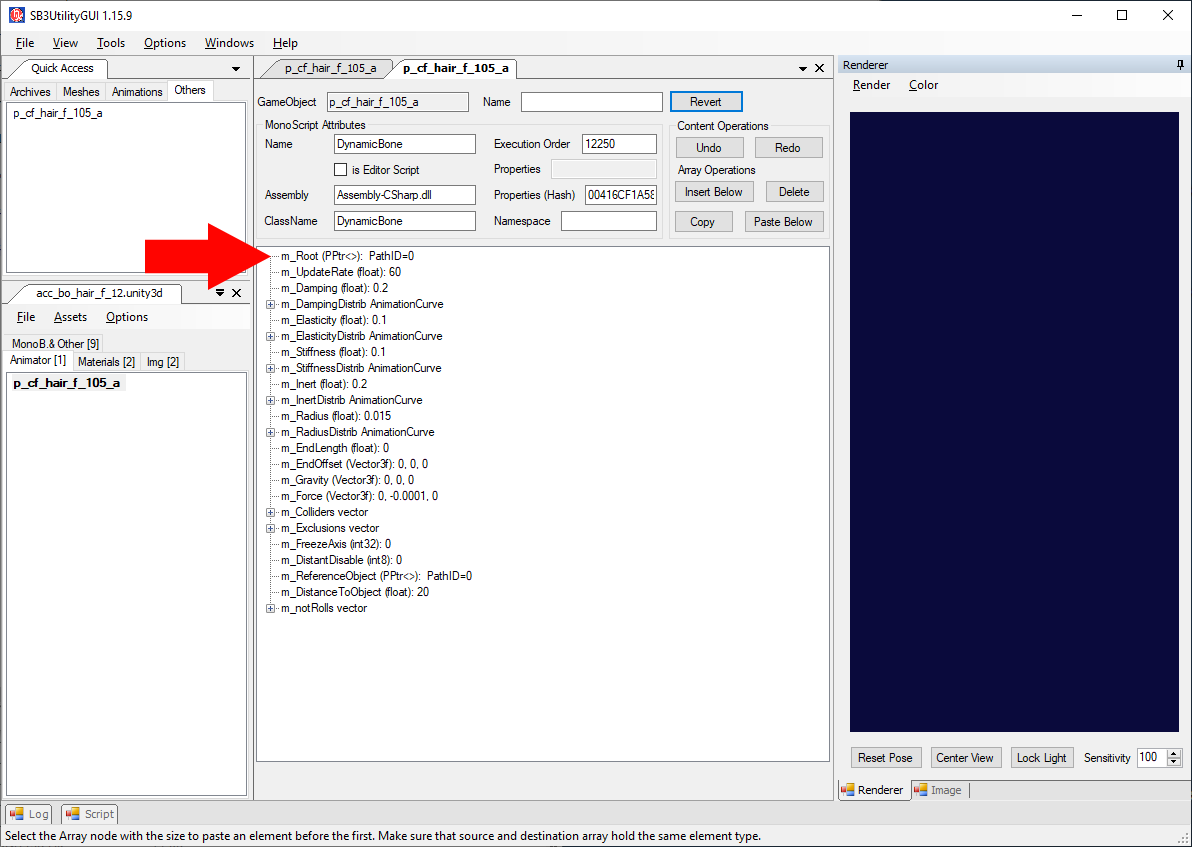 SB3UtilityGUI 1.15.9
File View Tools Options Windows Help
Quick Access
Archives Meshes Animations Others
p_cf_hair_f_105_a
acc_bo_hair_f_12.unity3d
File Assets Options
MonoB.& Other [9]
Animator [1] Materials [2] Img [2]
p_cf_hair_f_105_a
p_cf_hair_f_105_a p_cf_hair_f_105_a
GameObject p_cf_hair_f_105_a Name Revert
MonoScript Attributes
Name DynamicBone Execution Order 12250
is Editor Script Properties
Assembly Assembly-CSharp.dll Properties (Hash) 00416CF1A58
ClassName DynamicBone Namespace
Content Operations
Undo Redo
Array Operations
Insert Below Delete
Copy Paste Below
m_Root (PPtr<>): PathID=0
m_UpdateRate (float): 60
m_Damping (float): 0.2
m_DampingDistrib AnimationCurve
m_Elasticity (float): 0.1
m_ElasticityDistrib AnimationCurve
m_Stiffness (float): 0.1
m_StiffnessDistrib AnimationCurve
m_Inert (float): 0.2
m_InertDistrib AnimationCurve
m_Radius (float): 0.015
m_RadiusDistrib AnimationCurve
m_EndLength (float): 0
m_EndOffset (Vector3f): 0, 0, 0
m_Gravity (Vector3f): 0, 0, 0
m_Force (Vector3f): 0, -0.0001, 0
m_Colliders vector
m_Exclusions vector
m_FreezeAxis (int32): 0
m_DistantDisable (int8): 0
m_ReferenceObject (PPtr<>): PathID=0
m_DistanceToObject (float): 20
m_notRolls vector
Renderer
Render Color
Reset Pose Center View Lock Light Sensitivity 100
Renderer Image
Log Script
Select the Array node with the size to paste an element before the first. Make sure that source and destination array hold the same element type.